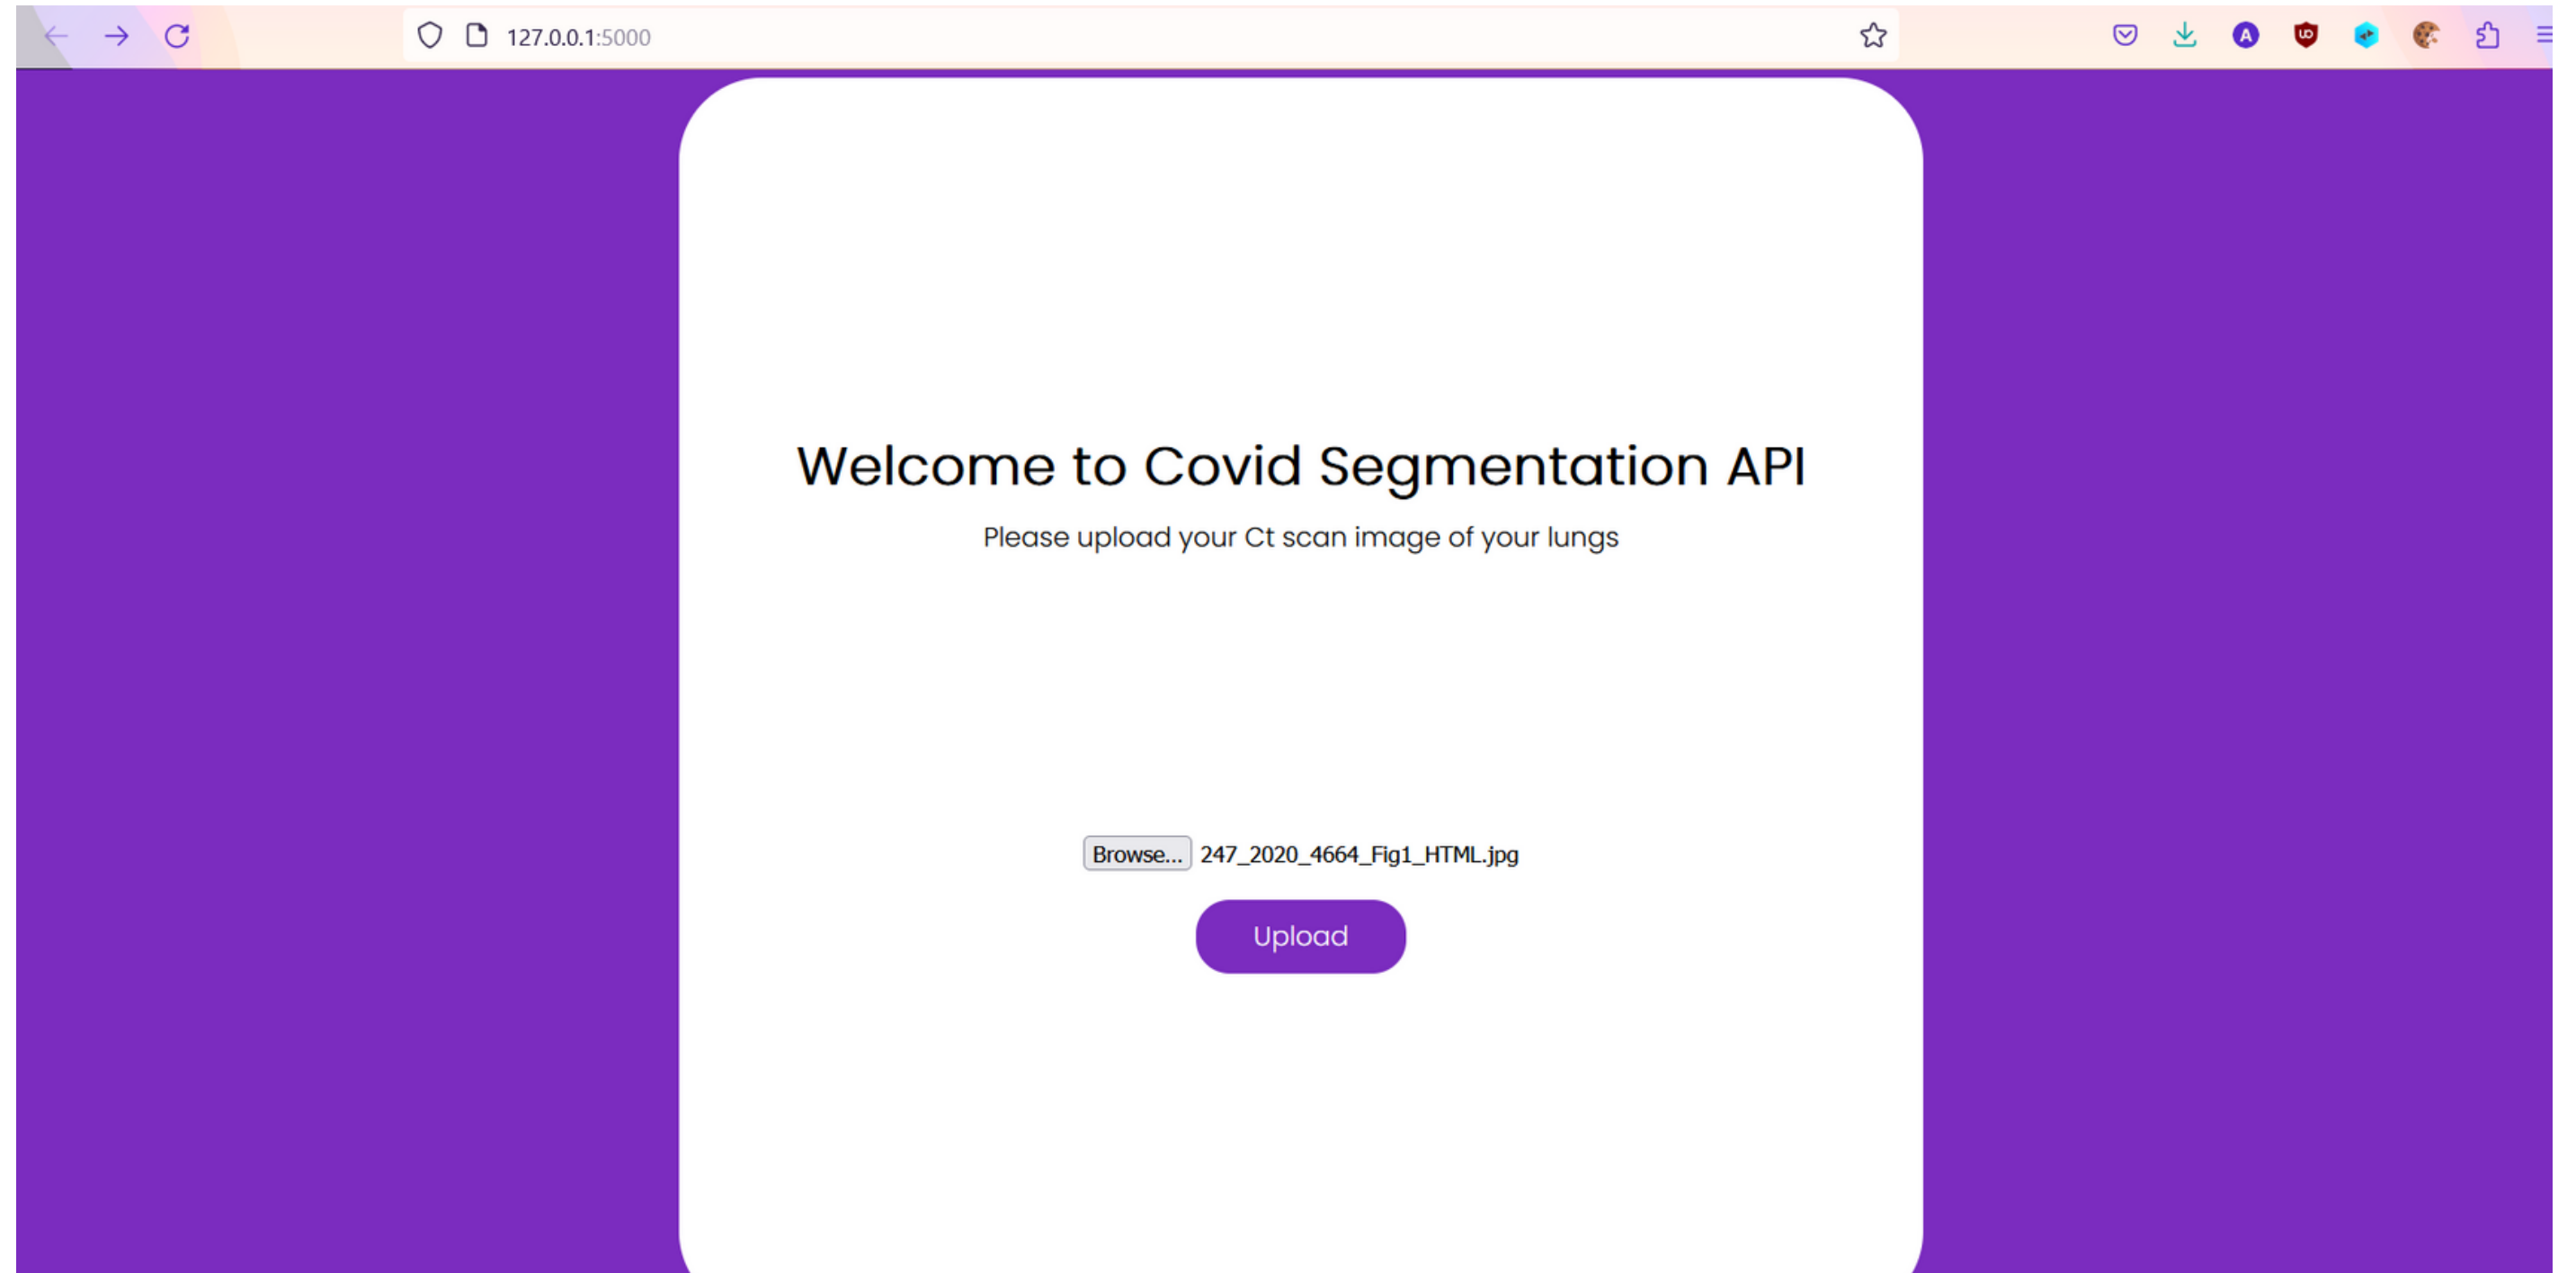 127.0.0.1:5000
A
Welcome to Covid Segmentation API
Please upload your Ct scan image of your lungs
Browse... 247_2020_4664_Fig1_HTML.jpg
Upload